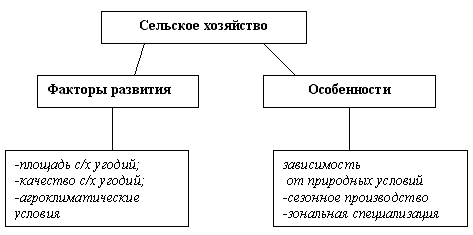 Сельское хозяйство
Факторы развития
Особенности
-площадь с/х угодий;
-качество с/х угодий;
-агроклиматические
условия
зависимость
от природных условий
-сезонное производство
-зональная специализация